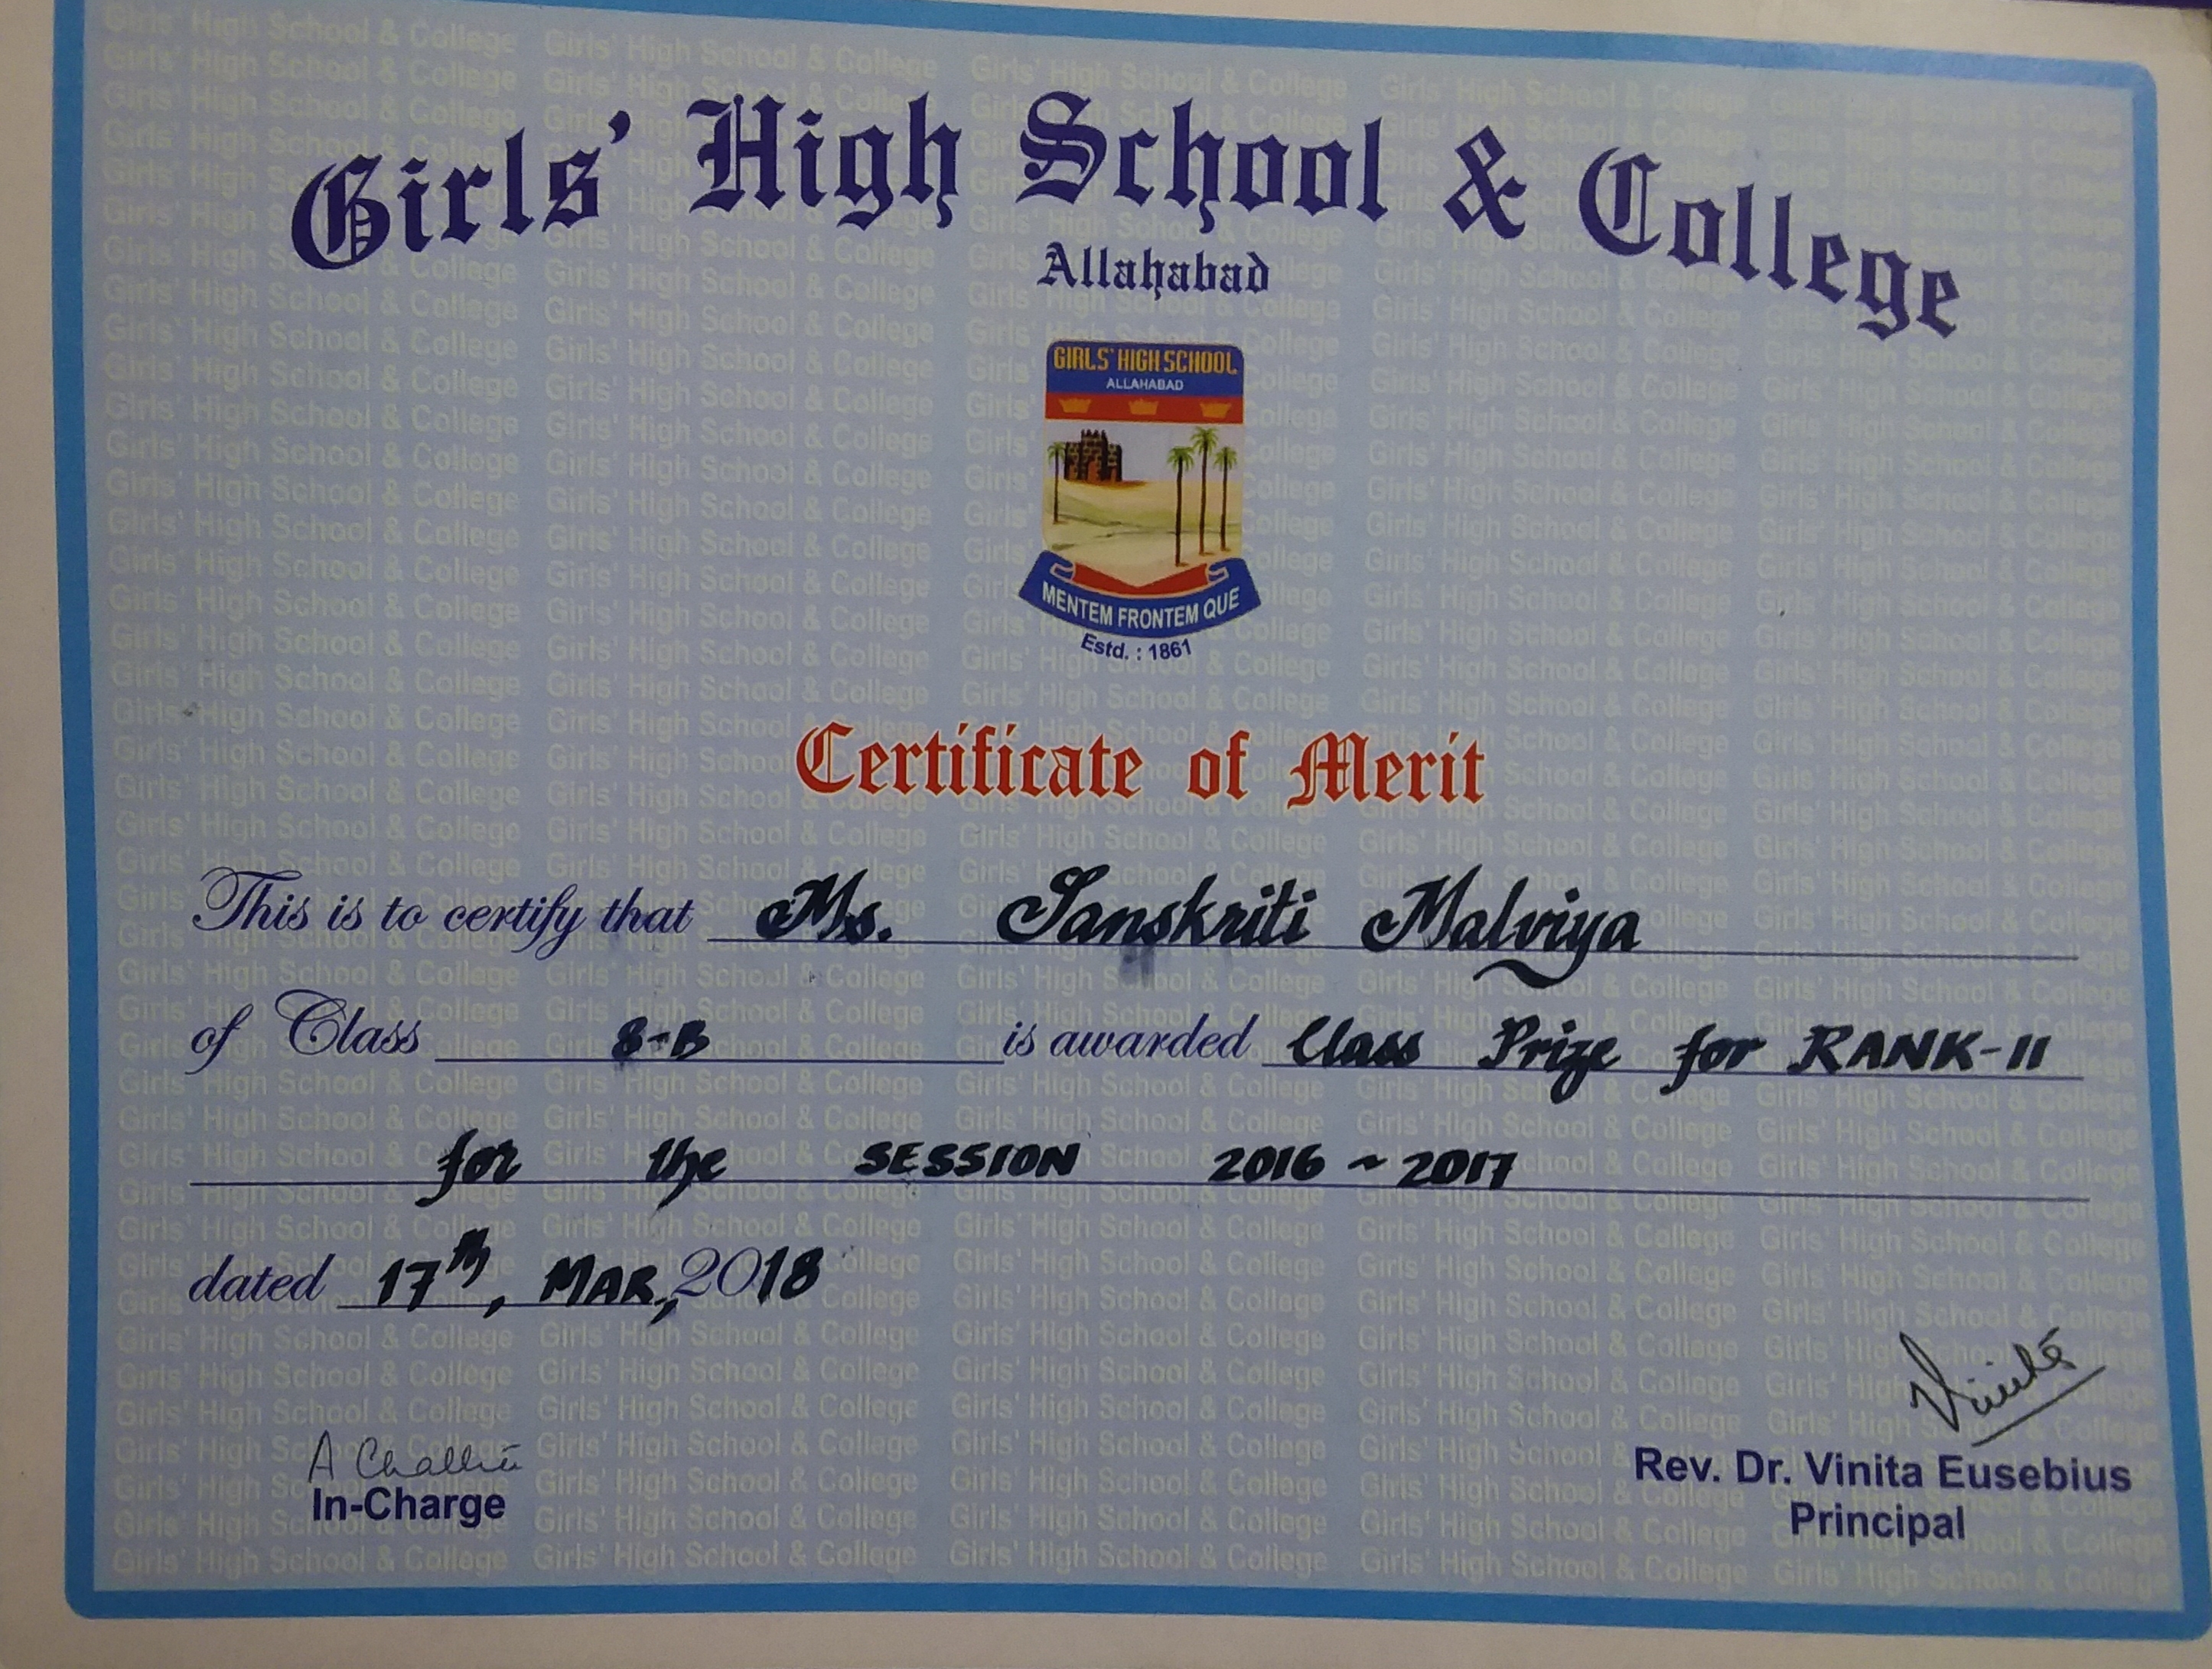 Girls' High School & College
Allahabad
GIRLS' HIGH SCHOOL
ALLAHABAD
MENTEM FRONTEM QUE
Estd. : 1861
Certificate of Merit
This is to certify that Ms. Sanskriti Malviya
of Class 8-B is awarded Class Prize for RANK-II
for the SESSION 2016 ~ 2017
dated 17th, MAR, 2018
Vinita
A
In-Charge
Rev. Dr. Vinita Eusebius
Principal